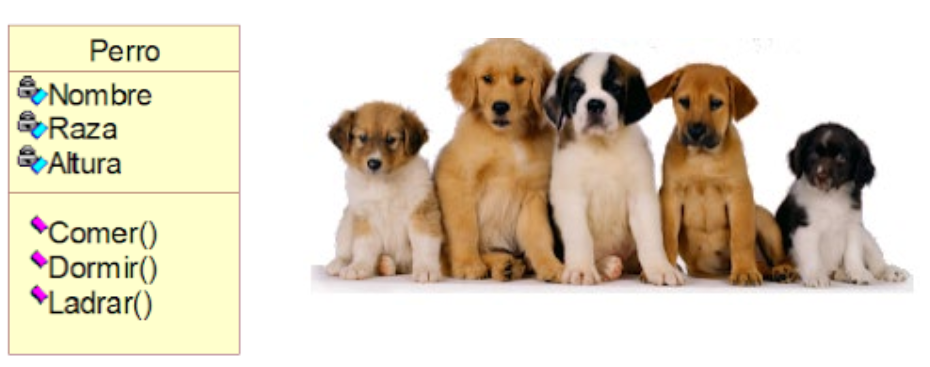 Perro
Nombre
Raza
Altura
Comer()
Dormir()
Ladrar()